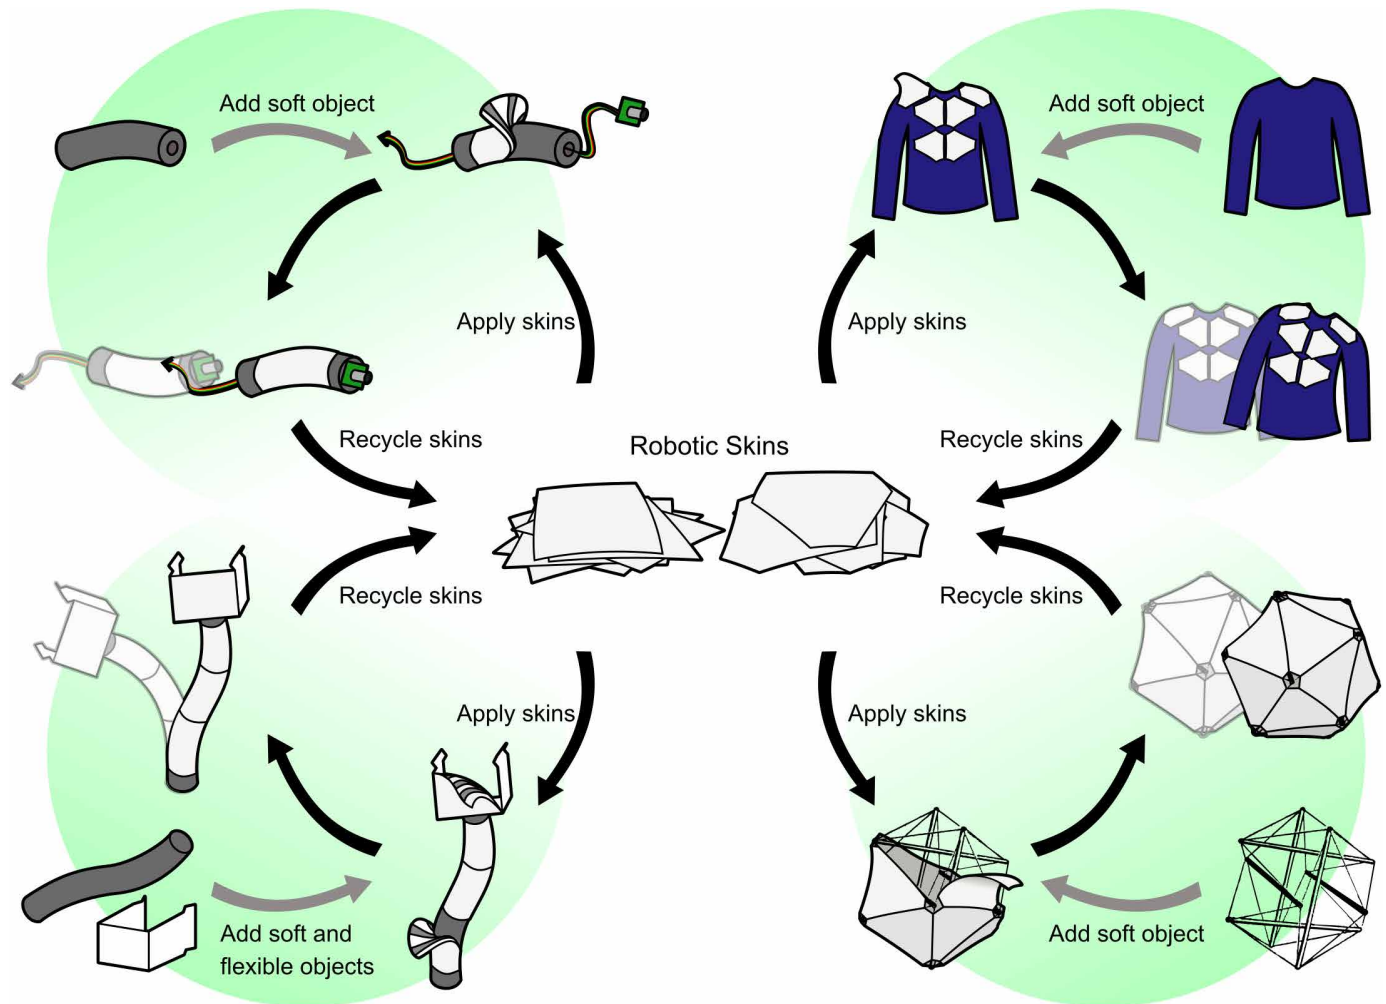 Add soft object
Add soft object
Apply skins
Apply skins
Recycle skins
Recycle skins
Robotic Skins
Recycle skins
Recycle skins
Apply skins
Apply skins
Add soft and
flexible objects
Add soft object